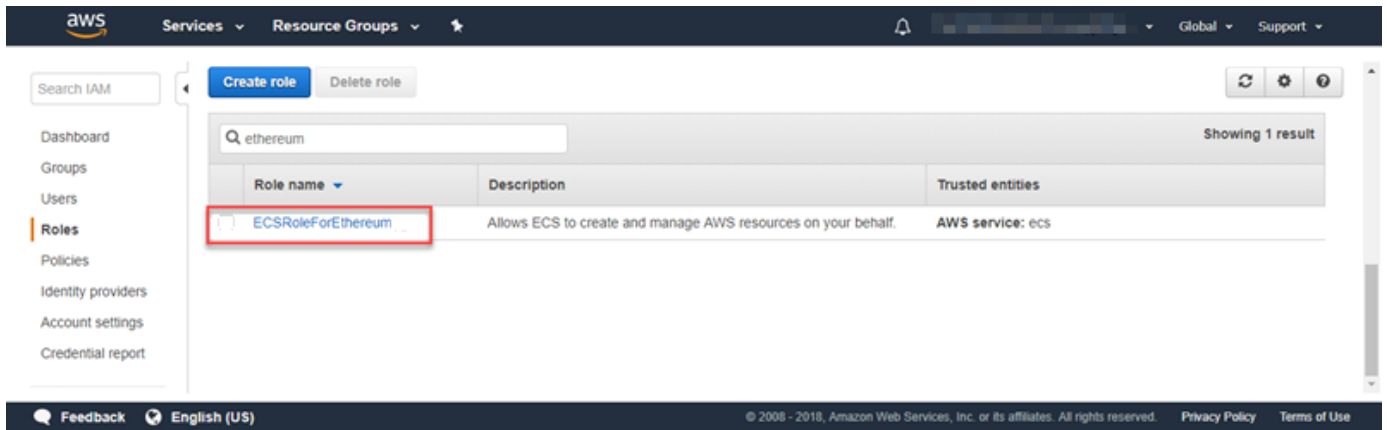 aws Services Resource Groups Global Support
Search IAM Create role Delete role
Dashboard
Groups
Users
Roles
Policies
Identity providers
Account settings
Credential report
ethereum Showing 1 result
Role name Description Trusted entities
ECSRoleForEthereum Allows ECS to create and manage AWS resources on your behalf. AWS service: ecs
Feedback English (US) © 2008 - 2018, Amazon Web Services, Inc. or its affiliates. All rights reserved. Privacy Policy Terms of Use